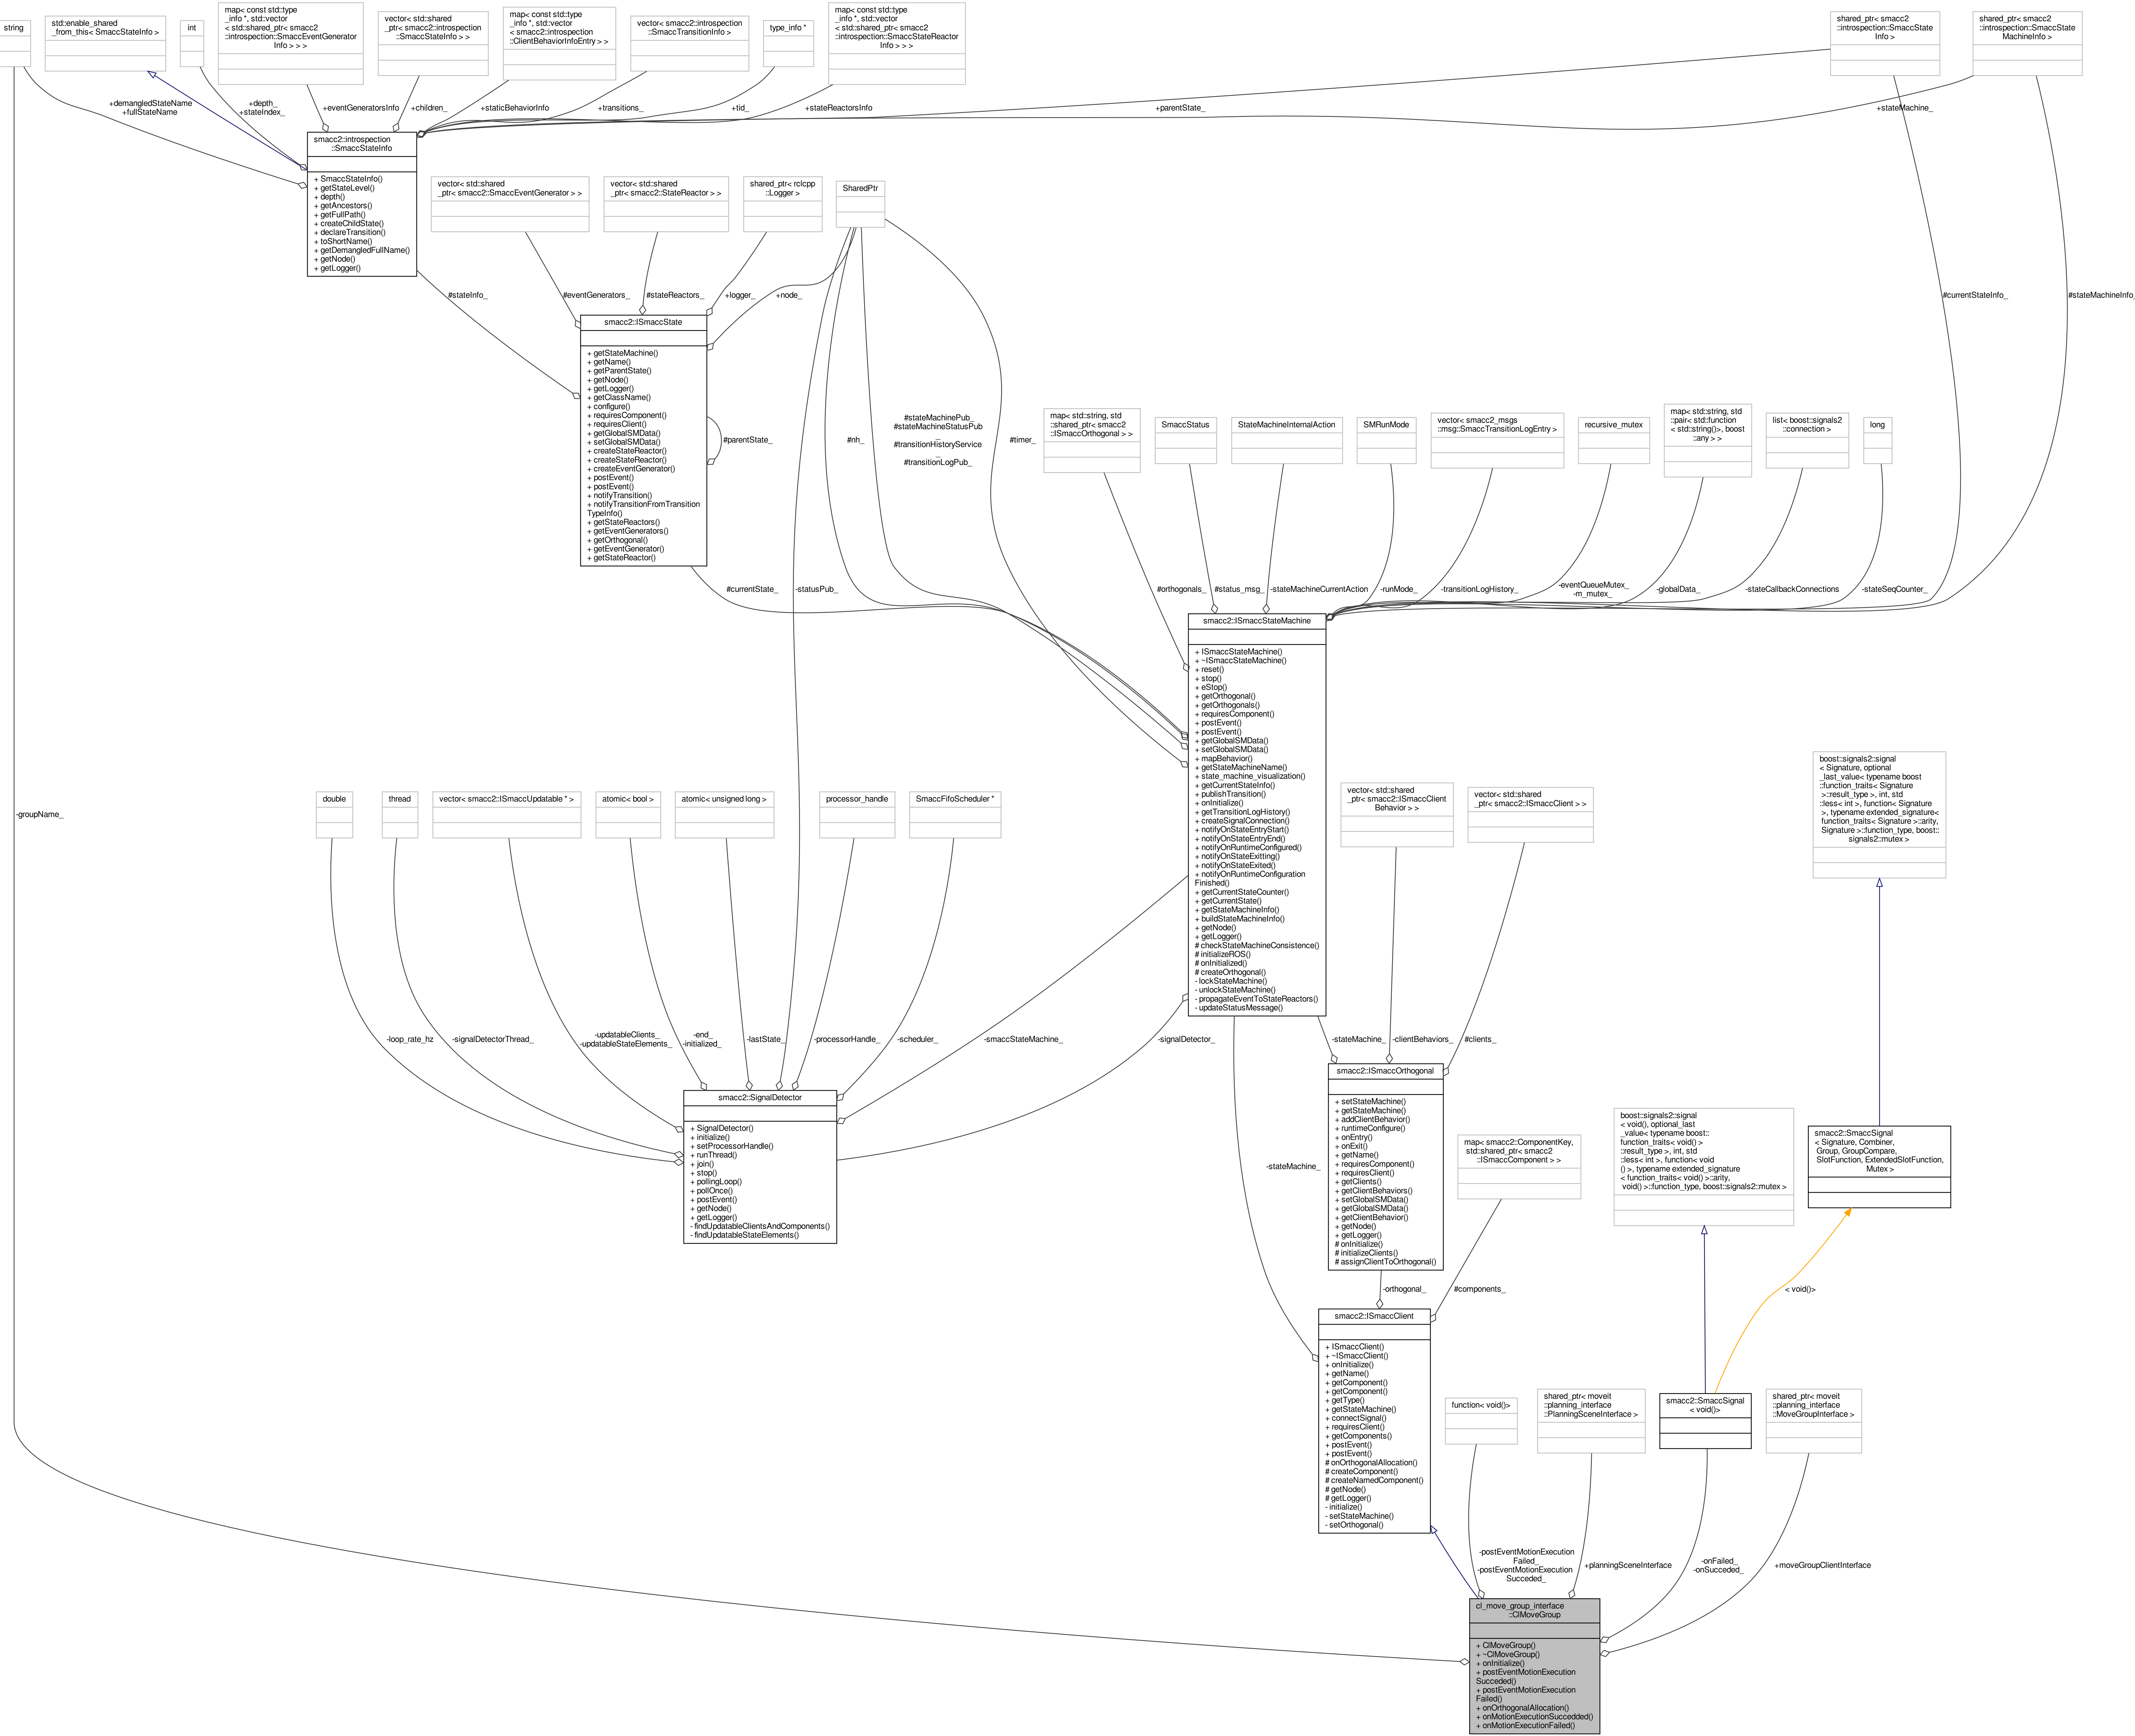 string
std::enable_shared
_from_this< SmaccStateInfo >
int
map< const std::type
_info *, std::vector
< std::shared_ptr< smacc2
::introspection::SmaccEventGenerator
Info > > >
vector< std::shared
_ptr< smacc2::introspection
::SmaccStateInfo > >
map< const std::type
_info *, std::vector
< smacc2::introspection
::ClientBehaviorInfoEntry > >
vector< smacc2::introspection
::SmaccTransitionInfo >
type_info *
map< const std::type
_info *, std::vector
< std::shared_ptr< smacc2
::introspection::SmaccStateReactor
Info > > >
shared_ptr< smacc2
::introspection::SmaccState
Info >
shared_ptr< smacc2
::introspection::SmaccState
MachineInfo >
+demangledStateName
+fullStateName
+depth_
+stateIndex_
+eventGeneratorsInfo
+children_
+staticBehaviorInfo
+transitions_
+tid_
+stateReactorsInfo
+parentState_
+stateMachine_
smacc2::introspection
::SmaccStateInfo
+ SmaccStateInfo()
+ getStateLevel()
+ depth()
+ getAncestors()
+ getFullPath()
+ createChildState()
+ declareTransition()
+ toShortName()
+ getDemangledFullName()
+ getNode()
+ getLogger()
vector< std::shared
_ptr< smacc2::SmaccEventGenerator > >
vector< std::shared
_ptr< smacc2::StateReactor > >
shared_ptr< rclcpp
::Logger >
SharedPtr
#stateInfo_
#eventGenerators_
#stateReactors_
+logger_
+node_
#currentStateInfo_
#stateMachineInfo_
smacc2::ISmaccState
+ getStateMachine()
+ getName()
+ getParentState()
+ getNode()
+ getLogger()
+ getClassName()
+ configure()
+ requiresComponent()
+ requiresClient()
+ getGlobalSMData()
+ setGlobalSMData()
+ createStateReactor()
+ createStateReactor()
+ createEventGenerator()
+ postEvent()
+ postEvent()
+ notifyTransition()
+ notifyTransitionFromTransition
TypeInfo()
+ getStateReactors()
+ getEventGenerators()
+ getOrthogonal()
+ getEventGenerator()
+ getStateReactor()
#parentState_
#nh_
#stateMachinePub_
#stateMachineStatusPub
_
#transitionHistoryService
_
#transitionLogPub_
#timer_
map< std::string, std
::shared_ptr< smacc2
::ISmaccOrthogonal > >
SmaccStatus
StateMachineInternalAction
SMRunMode
vector< smacc2_msgs
::msg::SmaccTransitionLogEntry >
recursive_mutex
map< std::string, std
::pair< std::function
< std::string()>, boost
::any > >
list< boost::signals2
::connection >
long
#currentState_
-statusPub_
#orthogonals_
#status_msg_
-stateMachineCurrentAction
-runMode_
-transitionLogHistory_
-eventQueueMutex_
-m_mutex_
-globalData_
-stateCallbackConnections
-stateSeqCounter_
smacc2::ISmaccStateMachine
+ ISmaccStateMachine()
+ ~ISmaccStateMachine()
+ reset()
+ stop()
+ eStop()
+ getOrthogonal()
+ getOrthogonals()
+ requiresComponent()
+ postEvent()
+ postEvent()
+ getGlobalSMData()
+ setGlobalSMData()
+ mapBehavior()
+ getStateMachineName()
+ state_machine_visualization()
+ getCurrentStateInfo()
+ publishTransition()
+ onInitialize()
+ getTransitionLogHistory()
+ createSignalConnection()
+ notifyOnStateEntryStart()
+ notifyOnStateEntryEnd()
+ notifyOnRuntimeConfigured()
+ notifyOnStateExitting()
+ notifyOnStateExited()
+ notifyOnRuntimeConfiguration
Finished()
+ getCurrentStateCounter()
+ getCurrentState()
+ getStateMachineInfo()
+ buildStateMachineInfo()
+ getNode()
+ getLogger()
# checkStateMachineConsistence()
# initializeROS()
# onInitialized()
# createOrthogonal()
- lockStateMachine()
- unlockStateMachine()
- propagateEventToStateReactors()
- updateStatusMessage()
-groupName_
double
thread
vector< smacc2::ISmaccUpdatable * >
atomic< bool >
atomic< unsigned long >
processor_handle
SmaccFifoScheduler *
vector< std::shared
_ptr< smacc2::ISmaccClient
Behavior > >
vector< std::shared
_ptr< smacc2::ISmaccClient > >
boost::signals2::signal
< Signature, optional
_last_value< typename boost
::function_traits< Signature
>::result_type >, int, std
::less< int >, function< Signature
>, typename extended_signature<
function_traits< Signature >::arity,
Signature >::function_type, boost::
signals2::mutex >
-loop_rate_hz
-signalDetectorThread_
-updatableClients_
-updatableStateElements_
-end_
-initialized_
-lastState_
-processorHandle_
-scheduler_
-smaccStateMachine_
-signalDetector_
-stateMachine_
-clientBehaviors_
#clients_
smacc2::SignalDetector
+ SignalDetector()
+ initialize()
+ setProcessorHandle()
+ runThread()
+ join()
+ stop()
+ pollingLoop()
+ pollOnce()
+ postEvent()
+ getNode()
+ getLogger()
- findUpdatableClientsAndComponents()
- findUpdatableStateElements()
smacc2::ISmaccOrthogonal
+ setStateMachine()
+ getStateMachine()
+ addClientBehavior()
+ runtimeConfigure()
+ onEntry()
+ onExit()
+ getName()
+ requiresComponent()
+ requiresClient()
+ getClients()
+ getClientBehaviors()
+ setGlobalSMData()
+ getGlobalSMData()
+ getClientBehavior()
+ getNode()
+ getLogger()
# onInitialize()
# initializeClients()
# assignClientToOrthogonal()
map< smacc2::ComponentKey,
std::shared_ptr< smacc2
::ISmaccComponent > >
boost::signals2::signal
< void(), optional_last
_value< typename boost::
function_traits< void() >
::result_type >, int, std
::less< int >, function< void
() >, typename extended_signature
< function_traits< void() >::arity,
void() >::function_type, boost::signals2::mutex >
smacc2::SmaccSignal
< Signature, Combiner,
Group, GroupCompare,
SlotFunction, ExtendedSlotFunction,
Mutex >
-stateMachine_
-orthogonal_
#components_
< void()>
smacc2::ISmaccClient
+ ISmaccClient()
+ ~ISmaccClient()
+ onInitialize()
+ getName()
+ getComponent()
+ getComponent()
+ getType()
+ getStateMachine()
+ connectSignal()
+ requiresClient()
+ getComponents()
+ postEvent()
+ postEvent()
# onOrthogonalAllocation()
# createComponent()
# createNamedComponent()
# getNode()
# getLogger()
- initialize()
- setStateMachine()
- setOrthogonal()
function< void()>
shared_ptr< moveit
::planning_interface
::PlanningSceneInterface >
smacc2::SmaccSignal
< void()>
shared_ptr< moveit
::planning_interface
::MoveGroupInterface >
-postEventMotionExecution
Failed_
-postEventMotionExecution
Succeded_
+planningSceneInterface
-onFailed_
-onSucceded_
+moveGroupClientInterface
cl_move_group_interface
::ClMoveGroup
+ ClMoveGroup()
+ ~ClMoveGroup()
+ onInitialize()
+ postEventMotionExecution
Succeded()
+ postEventMotionExecution
Failed()
+ onOrthogonalAllocation()
+ onMotionExecutionSuccedded()
+ onMotionExecutionFailed()